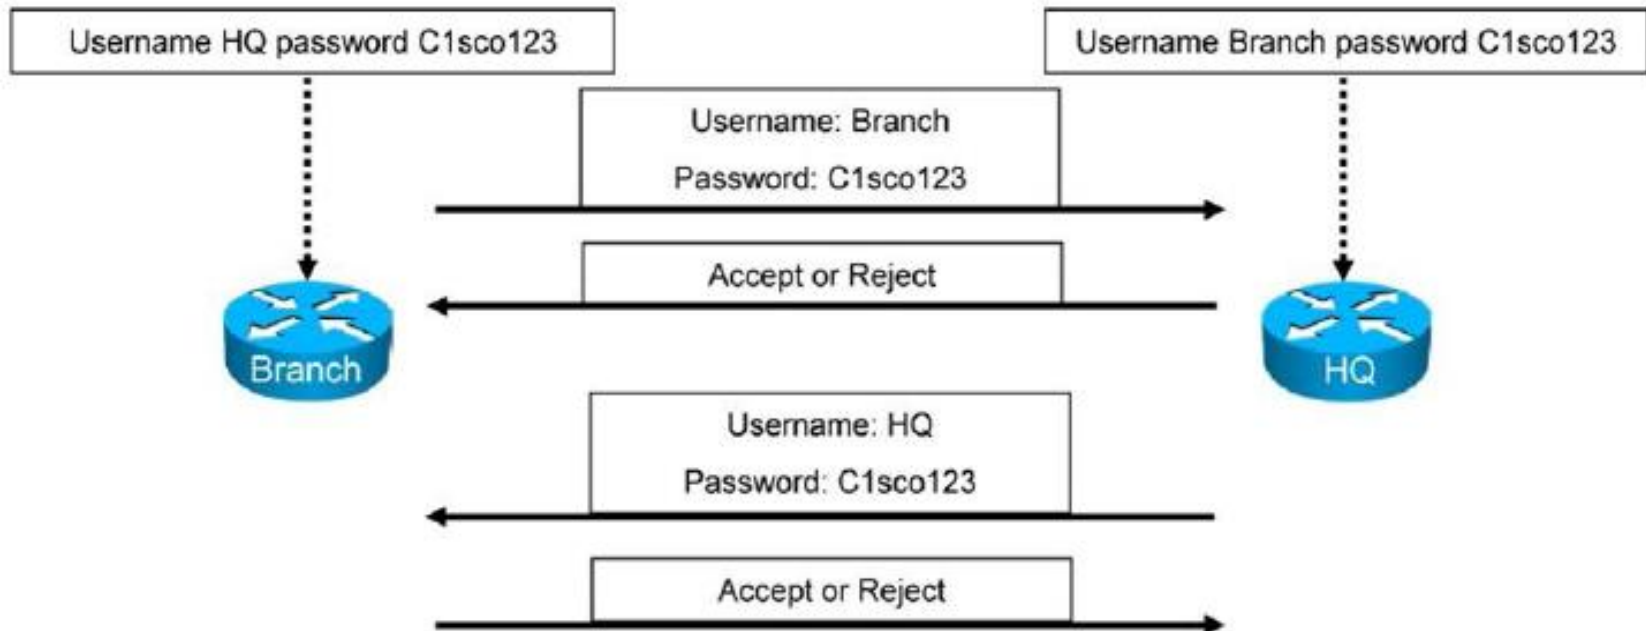 Username HQ password C1sco123
Username Branch password C1sco123
Username: Branch
Password: C1sco123
Accept or Reject
Branch
HQ
Username: HQ
Password: C1sco123
Accept or Reject